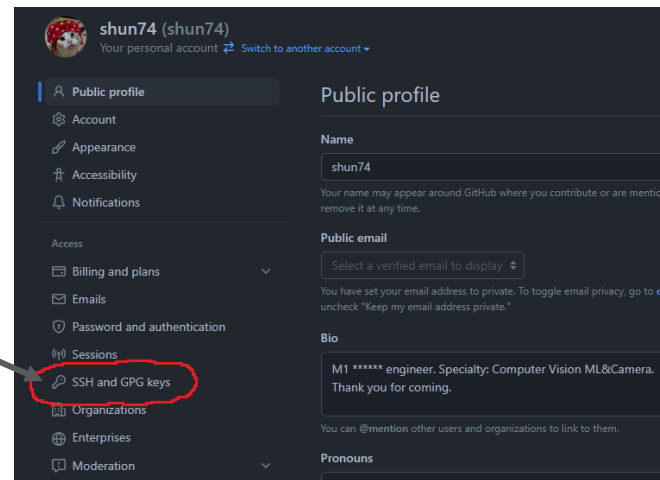 shun74 (shun74)
Your personal account Switch to another account
Public profile
Account
Appearance
Accessibility
Notifications
Access
Billing and plans
Emails
Password and authentication
Sessions
SSH and GPG keys
Organizations
Enterprises
Moderation
Public profile
Name
shun74
Your name may appear around GitHub where you contribute or are
remove it at any time.
Public email
Select a verified email to display
You have set your email address to private. To toggle email privacy, go to
uncheck "Keep my email address private."
Bio
M1 ****** engineer. Specialty: Computer Vision ML&Camera.
Thank you for coming.
You can @mention other users and organizations to link to them.
Pronouns